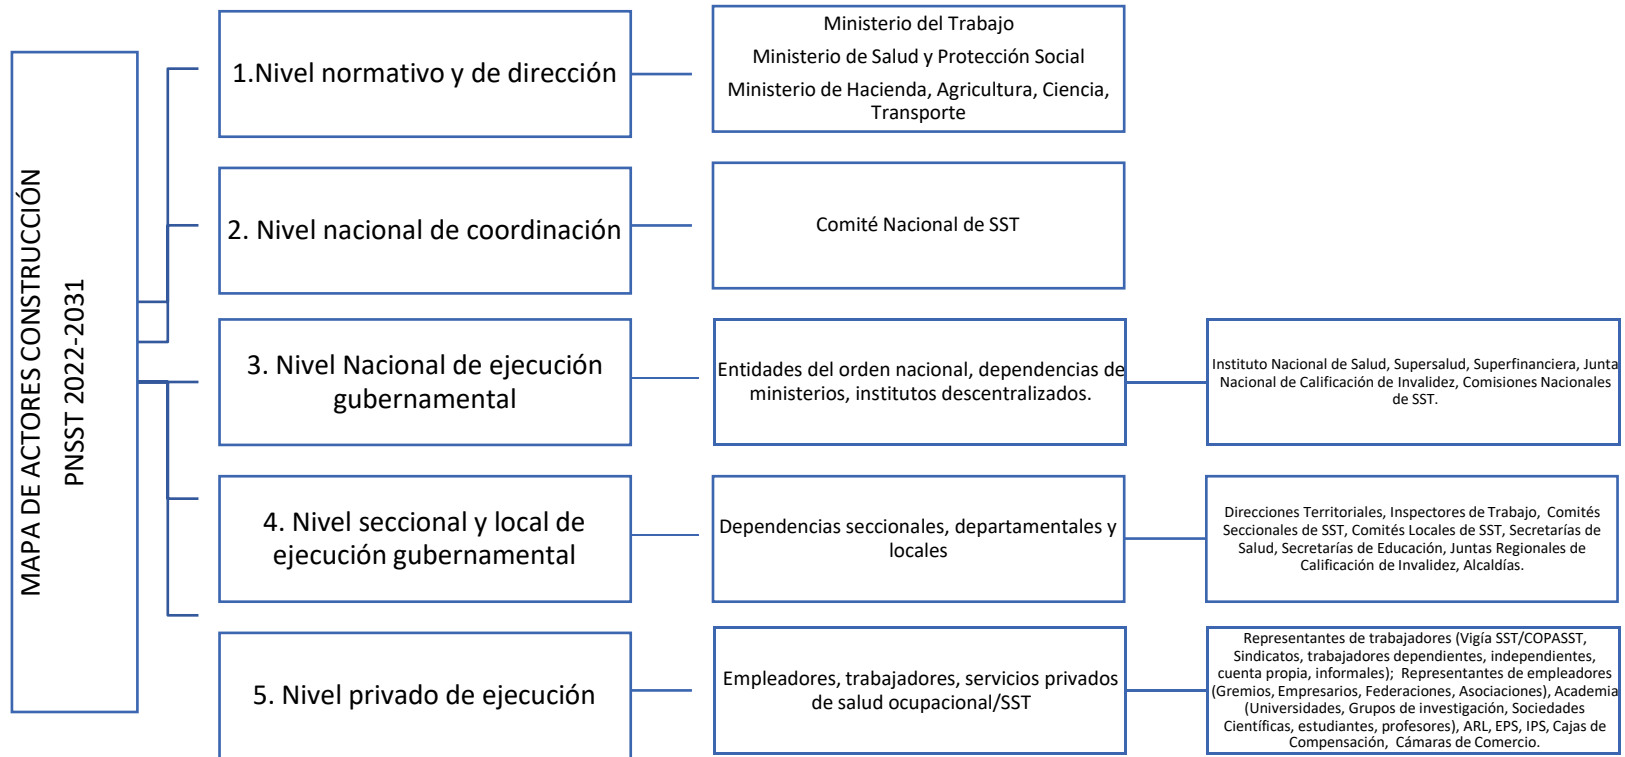 MAPA DE ACTORES CONSTRUCCIÓN
PNSST 2022-2031
1.Nivel normativo y de dirección
Ministerio del Trabajo
Ministerio de Salud y Protección Social
Ministerio de Hacienda, Agricultura, Ciencia,
Transporte
2. Nivel nacional de coordinación
Comité Nacional de SST
3. Nivel Nacional de ejecución
gubernamental
Entidades del orden nacional, dependencias de
ministerios, institutos descentralizados.
Instituto Nacional de Salud, Supersalud, Superfinanciera, Junta
Nacional de Calificación de Invalidez, Comisiones Nacionales
de SST.
4. Nivel seccional y local de
ejecución gubernamental
Dependencias seccionales, departamentales y
locales
Direcciones Territoriales, Inspectores de Trabajo, Comités
Seccionales de SST, Comités Locales de SST, Secretarías de
Salud, Secretarías de Educación, Juntas Regionales de
Calificación de Invalidez, Alcaldías.
5. Nivel privado de ejecución
Empleadores, trabajadores, servicios privados
de salud ocupacional/SST
Representantes de trabajadores (Vigía SST/COPASST,
Sindicatos, trabajadores dependientes, independientes,
cuenta propia, informales); Representantes de empleadores
(Gremios, Empresarios, Federaciones, Asociaciones), Academia
(Universidades, Grupos de investigación, Sociedades
Científicas, estudiantes, profesores), ARL, EPS, IPS, Cajas de
Compensación, Cámaras de Comercio.